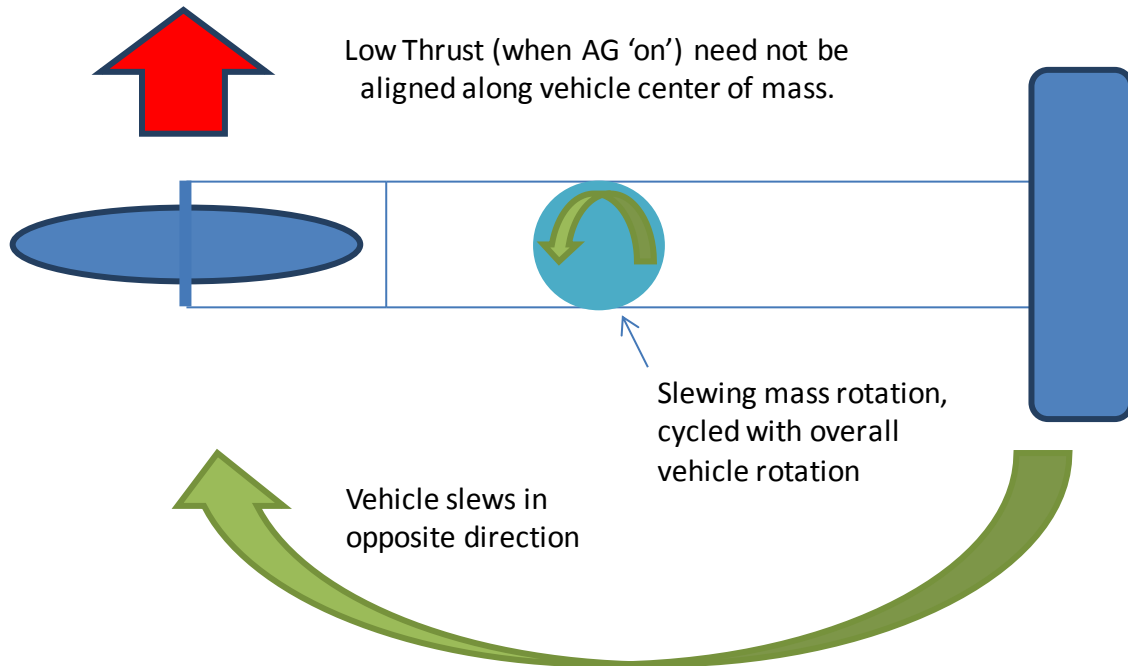 Low Thrust (when AG ‘on’) need not be
aligned along vehicle center of mass.
Slewing mass rotation,
cycled with overall
vehicle rotation
Vehicle slews in
opposite direction